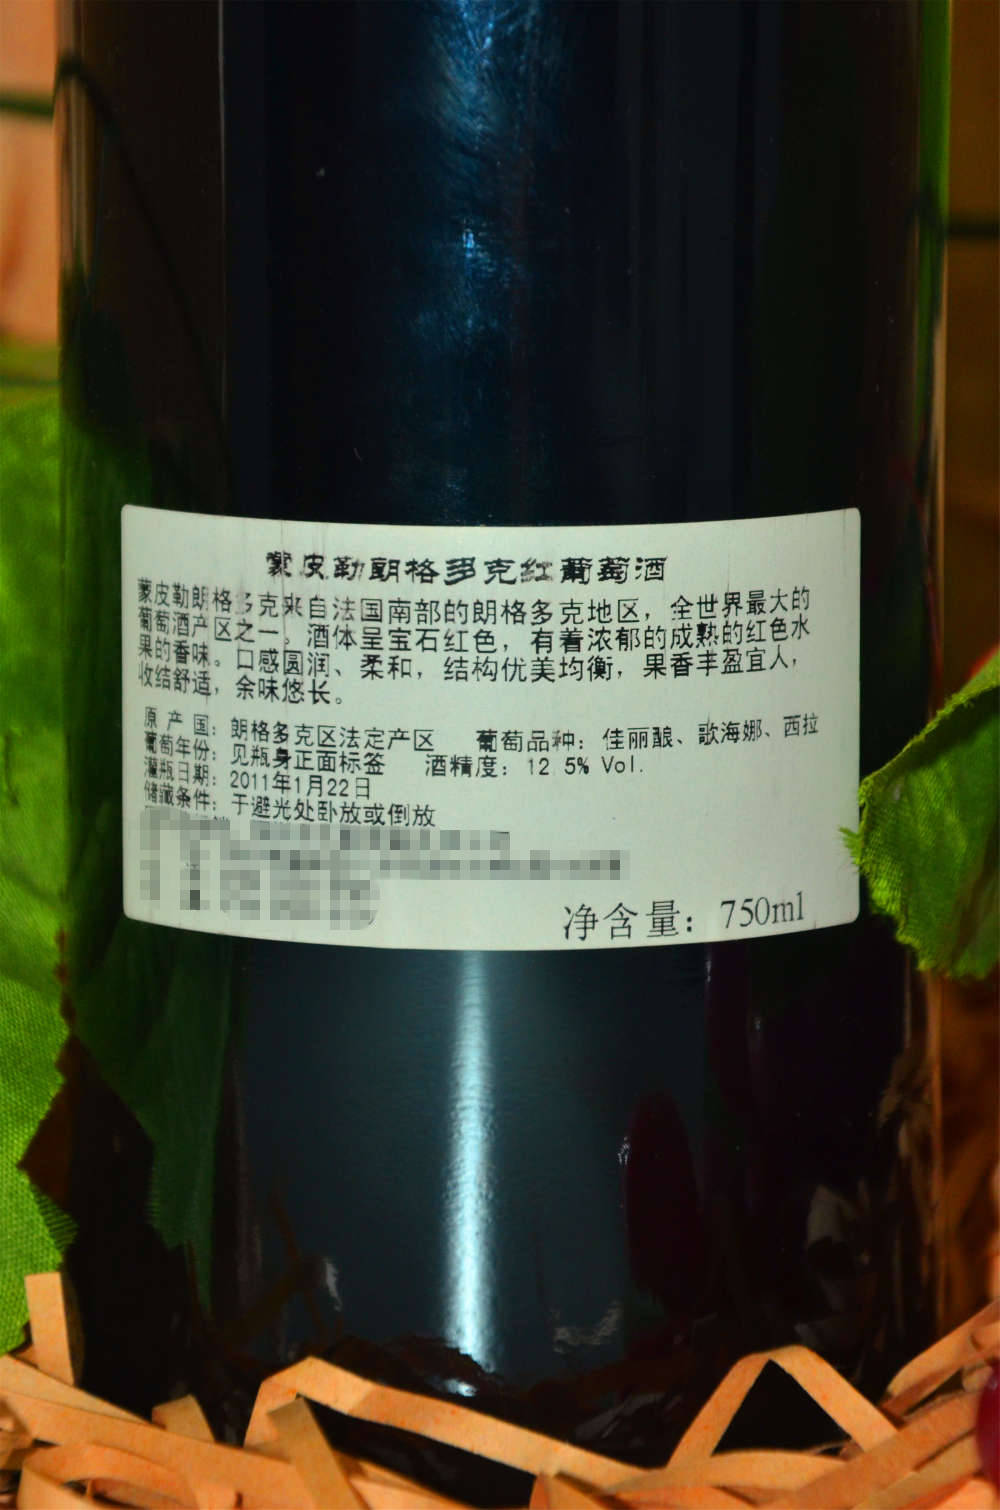 蒙皮勒朗格多克红葡萄酒
蒙皮勒朗格多克来自法国南部的朗格多克地区，全世界最大的
葡萄酒产区之一。酒体呈宝石红色，有着浓郁的成熟的红色水
果的香味。口感圆润、柔和，结构优美均衡，果香丰盈宜人，
收结舒适，余味悠长。
原产国：朗格多克区法定产区 葡萄品种：佳丽酿、歌海娜、西拉
葡萄年份：见瓶身正面标签 酒精度：12.5% Vol.
灌瓶日期：2011年1月22日
储藏条件：于避光处卧放或倒放
净含量：750ml